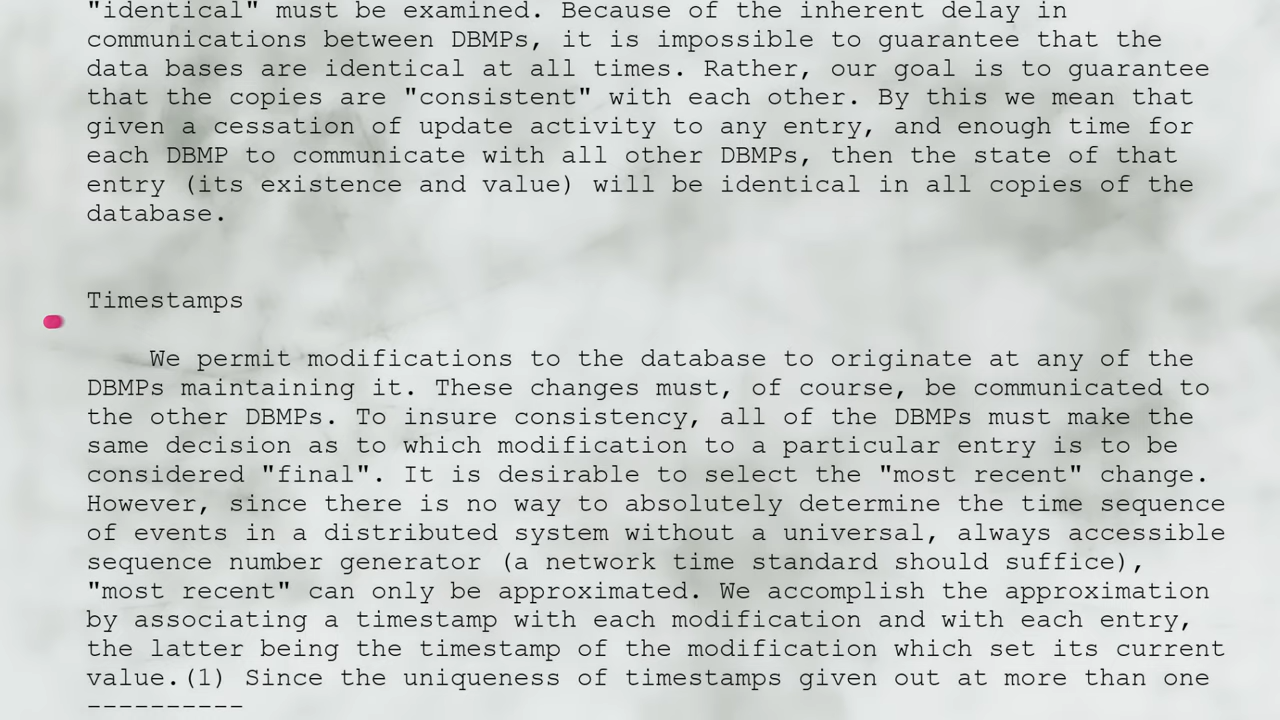 "identical" must be examined. Because of the inherent delay in
communications between DBMPs, it is impossible to guarantee that the
data bases are identical at all times. Rather, our goal is to guarantee
that the copies are "consistent" with each other. By this we mean that
given a cessation of update activity to any entry, and enough time for
each DBMP to communicate with all other DBMPs, then the state of that
entry (its existence and value) will be identical in all copies of the
database.
Timestamps
We permit modifications to the database to originate at any of the
DBMPs maintaining it. These changes must, of course, be communicated to
the other DBMPs. To insure consistency, all of the DBMPs must make the
same decision as to which modification to a particular entry is to be
considered "final". It is desirable to select the "most recent" change.
However, since there is no way to absolutely determine the time sequence
of events in a distributed system without a universal, always accessible
sequence number generator (a network time standard should suffice),
"most recent" can only be approximated. We accomplish the approximation
by associating a timestamp with each modification and with each entry,
the latter being the timestamp of the modification which set its current
value.(1) Since the uniqueness of timestamps given out at more than one
----------